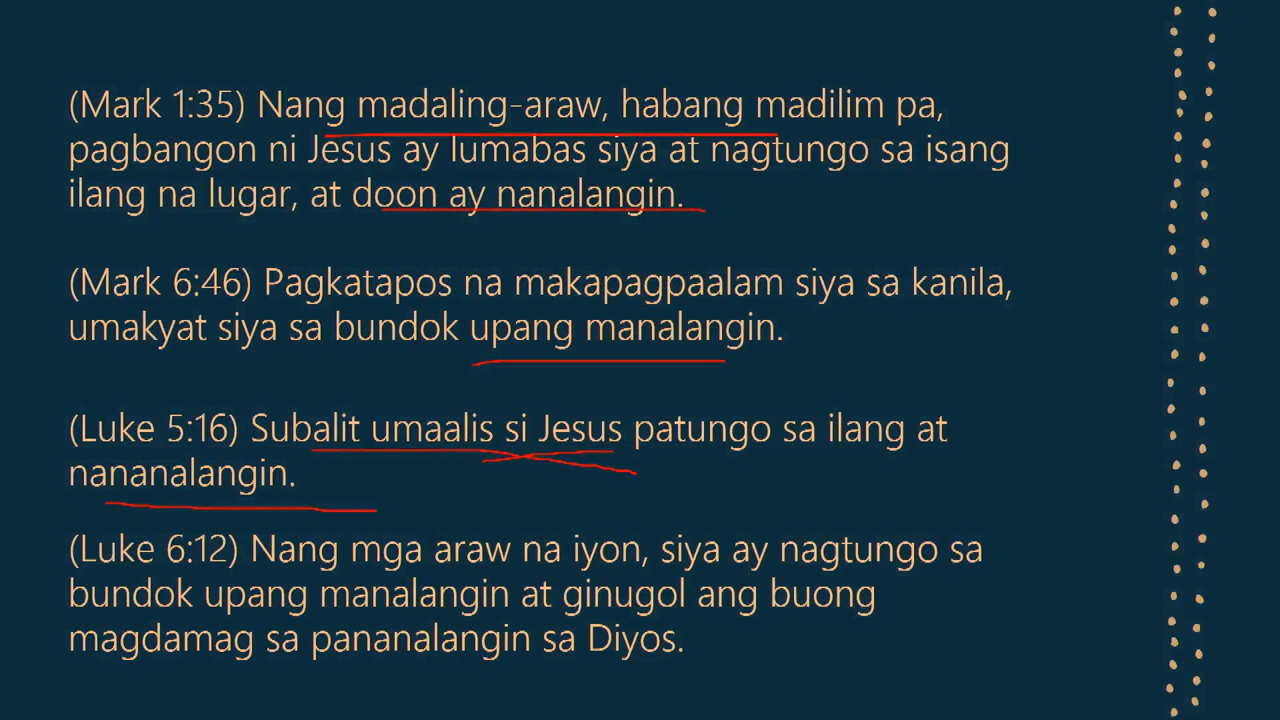 (Mark 1:35) Nang madaling-araw, habang madilim pa,
pagbangon ni Jesus ay lumabas siya at nagtungo sa isang
ilang na lugar, at doon ay nanalangin.
(Mark 6:46) Pagkatapos na makapagpaalam siya sa kanila,
umakyat siya sa bundok upang manalangin.
(Luke 5:16) Subalit umaalis si Jesus patungo sa ilang at
nananalangin.
(Luke 6:12) Nang mga araw na iyon, siya ay nagtungo sa
bundok upang manalangin at ginugol ang buong
magdamag sa pananalangin sa Diyos.